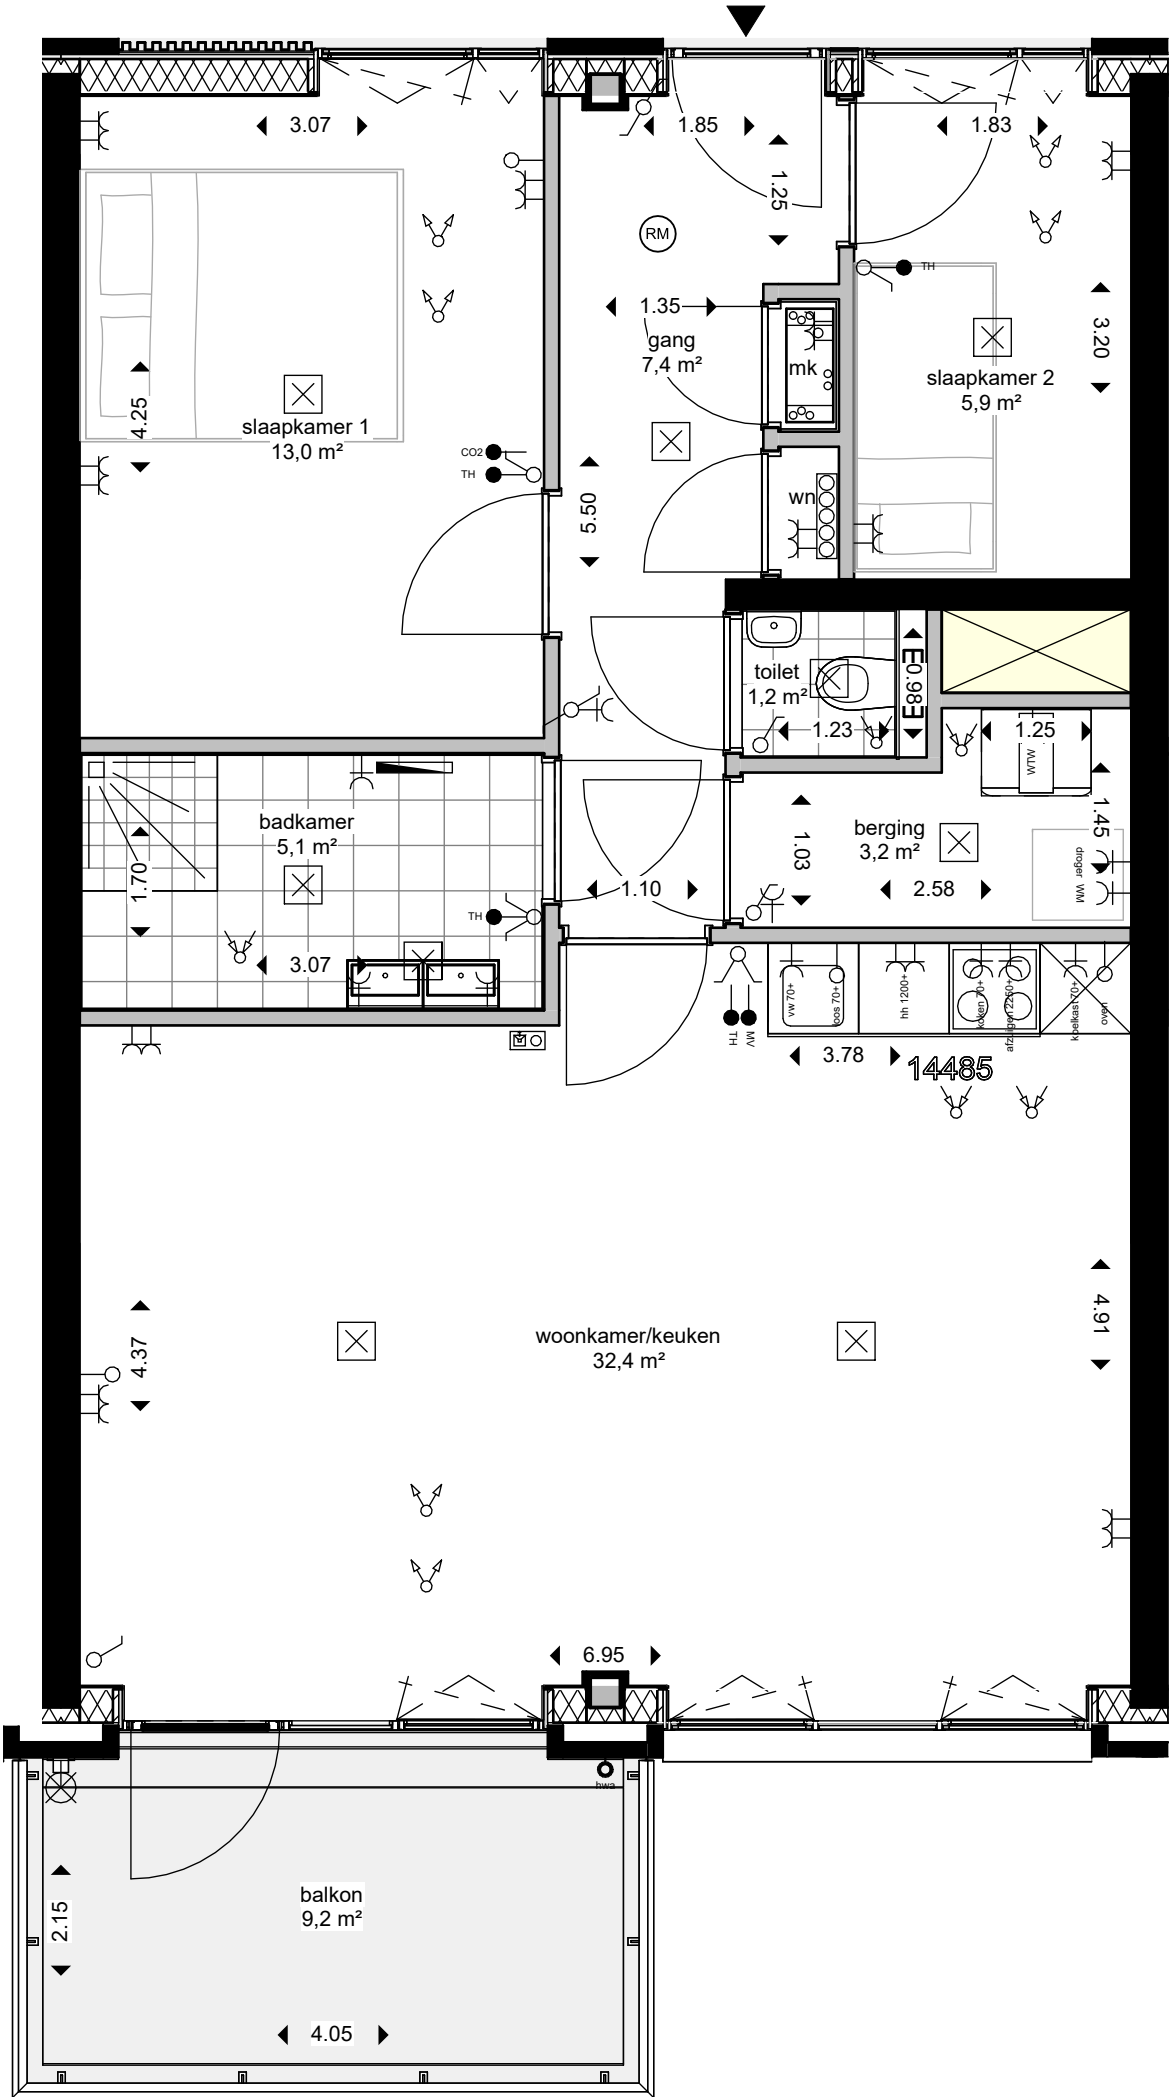 3.07
1.85
1.83
1.25
RM
TH
1.35
gang
7,4 m²
mk
3.20
slaapkamer 2
5,9 m²
4.25
slaapkamer 1
13,0 m²
CO2
TH
5.50
wn
toilet
1,2 m²
0.98
1.23
1.25
WTW
badkamer
5,1 m²
1.70
berging
3,2 m²
1.03
1.45
droger WM
1.10
2.58
TH
3.07
vw 70+
loos 70+
hh 1200+
koken 70+
afzuigen 2250+
koelkast 70+
oven
TH
MV
3.78
14485
4.91
4.37
woonkamer/keuken
32,4 m²
6.95
hwa
balkon
9,2 m²
2.15
4.05